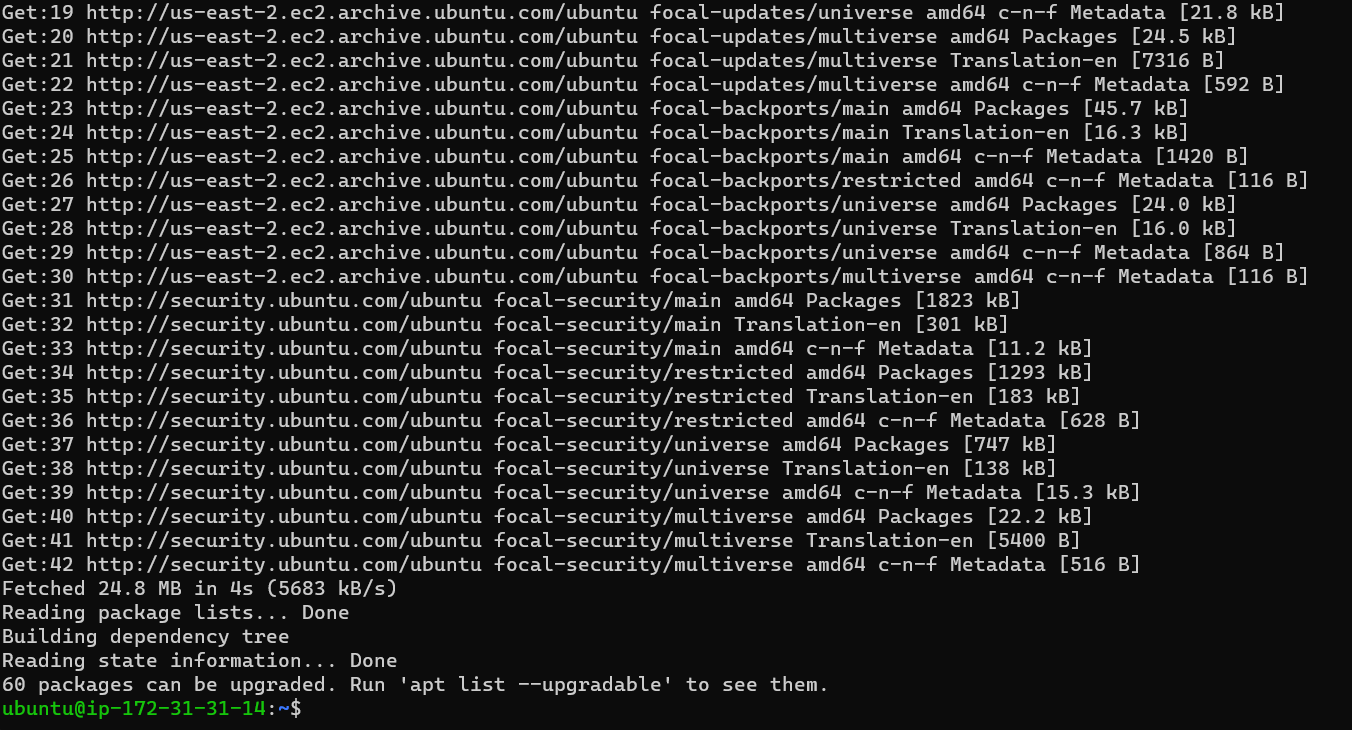 Get:19 http://us-east-2.ec2.archive.ubuntu.com/ubuntu focal-updates/universe amd64 c-n-f Metadata [21.8 kB]
Get:20 http://us-east-2.ec2.archive.ubuntu.com/ubuntu focal-updates/multiverse amd64 Packages [24.5 kB]
Get:21 http://us-east-2.ec2.archive.ubuntu.com/ubuntu focal-updates/multiverse Translation-en [7316 B]
Get:22 http://us-east-2.ec2.archive.ubuntu.com/ubuntu focal-updates/multiverse amd64 c-n-f Metadata [592 B]
Get:23 http://us-east-2.ec2.archive.ubuntu.com/ubuntu focal-backports/main amd64 Packages [45.7 kB]
Get:24 http://us-east-2.ec2.archive.ubuntu.com/ubuntu focal-backports/main Translation-en [16.3 kB]
Get:25 http://us-east-2.ec2.archive.ubuntu.com/ubuntu focal-backports/main amd64 c-n-f Metadata [1420 B]
Get:26 http://us-east-2.ec2.archive.ubuntu.com/ubuntu focal-backports/restricted amd64 c-n-f Metadata [116 B]
Get:27 http://us-east-2.ec2.archive.ubuntu.com/ubuntu focal-backports/universe amd64 Packages [24.0 kB]
Get:28 http://us-east-2.ec2.archive.ubuntu.com/ubuntu focal-backports/universe Translation-en [16.0 kB]
Get:29 http://us-east-2.ec2.archive.ubuntu.com/ubuntu focal-backports/universe amd64 c-n-f Metadata [864 B]
Get:30 http://us-east-2.ec2.archive.ubuntu.com/ubuntu focal-backports/multiverse amd64 c-n-f Metadata [116 B]
Get:31 http://security.ubuntu.com/ubuntu focal-security/main amd64 Packages [1823 kB]
Get:32 http://security.ubuntu.com/ubuntu focal-security/main Translation-en [301 kB]
Get:33 http://security.ubuntu.com/ubuntu focal-security/main amd64 c-n-f Metadata [11.2 kB]
Get:34 http://security.ubuntu.com/ubuntu focal-security/restricted amd64 Packages [1293 kB]
Get:35 http://security.ubuntu.com/ubuntu focal-security/restricted Translation-en [183 kB]
Get:36 http://security.ubuntu.com/ubuntu focal-security/restricted amd64 c-n-f Metadata [628 B]
Get:37 http://security.ubuntu.com/ubuntu focal-security/universe amd64 Packages [747 kB]
Get:38 http://security.ubuntu.com/ubuntu focal-security/universe Translation-en [138 kB]
Get:39 http://security.ubuntu.com/ubuntu focal-security/universe amd64 c-n-f Metadata [15.3 kB]
Get:40 http://security.ubuntu.com/ubuntu focal-security/multiverse amd64 Packages [22.2 kB]
Get:41 http://security.ubuntu.com/ubuntu focal-security/multiverse Translation-en [5400 B]
Get:42 http://security.ubuntu.com/ubuntu focal-security/multiverse amd64 c-n-f Metadata [516 B]
Fetched 24.8 MB in 4s (5683 kB/s)
Reading package lists... Done
Building dependency tree
Reading state information... Done
60 packages can be upgraded. Run 'apt list --upgradable' to see them.
ubuntu@ip-172-31-31-14:~$